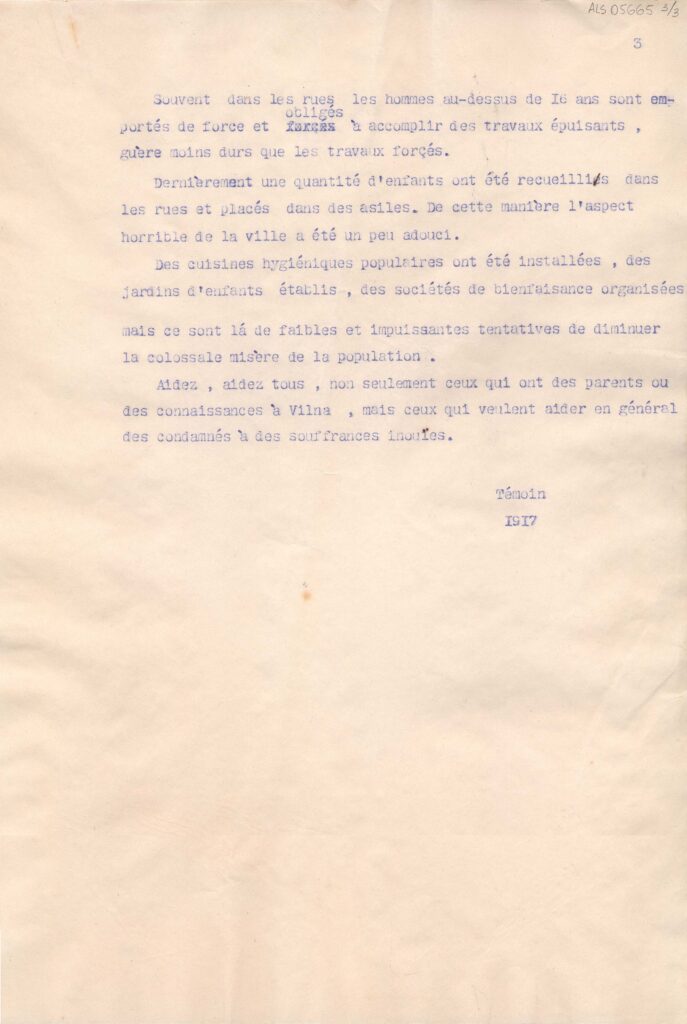 ALS 05665 3/3
3
Souvent dans les rues les hommes au-dessus de I6 ans sont em-
obligés
portés de force et forçés à accomplir des travaux épuisants ,
guère moins durs que les travaux forçés.
Dernièrement une quantité d'enfants ont été recueillis dans
les rues et placés dans des asiles. De cette manière l'aspect
horrible de la ville a été un peu adouci.
Des cuisines hygiéniques populaires ont été installées , des
jardins d'enfants établis , des sociétés de bienfaisance organisées
mais ce sont lá de faibles et impuissantes tentatives de diminuer
la colossale misère de la population .
Aidez , aidez tous , non seulement ceux qui ont des parents ou
des connaissances à Vilna , mais ceux qui veulent aider en général
des condamnés à des souffrances inouïes.
Témoin
I9I7